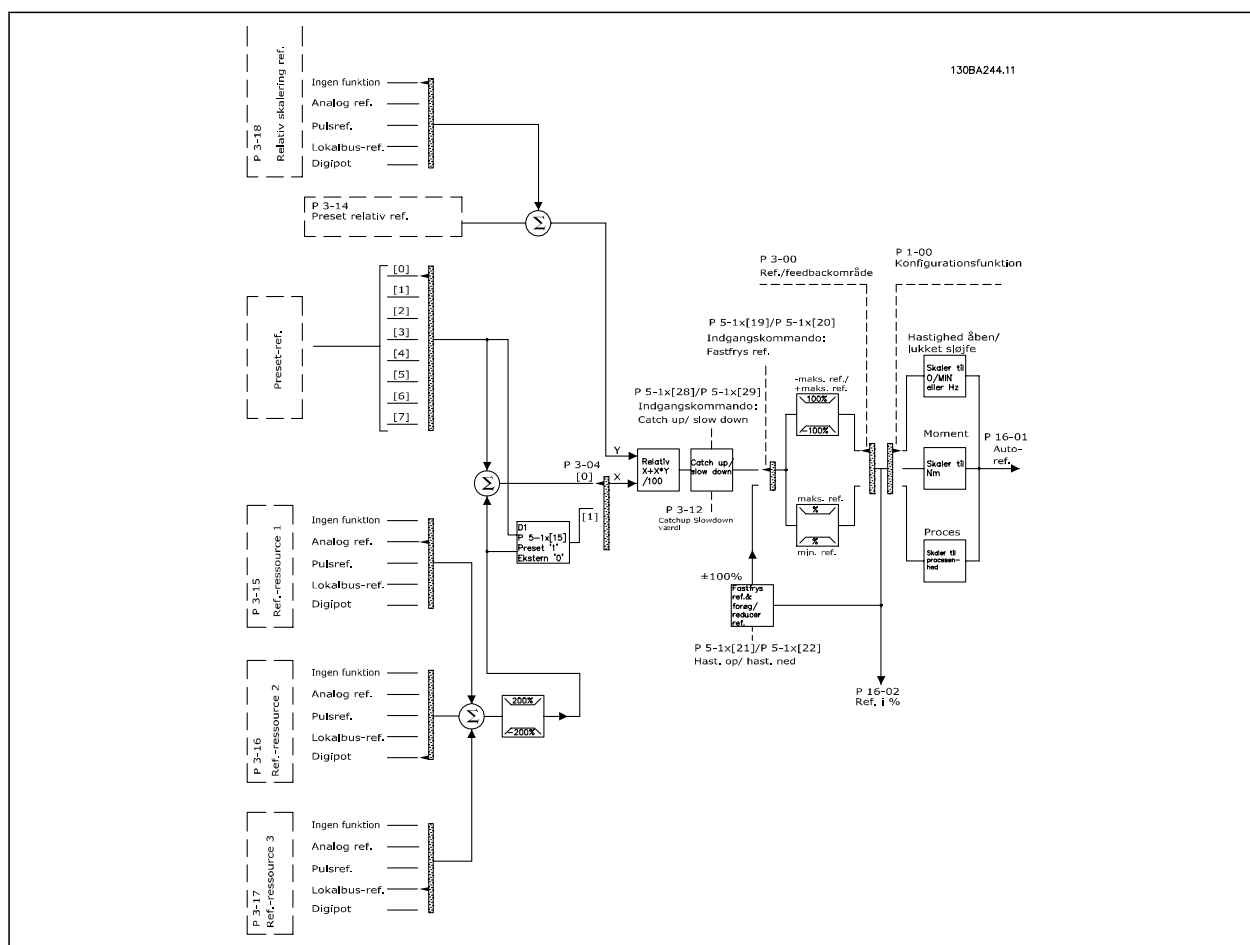 130BA244.11
P 3-18
Relativ skalering ref.
Ingen funktion
Analog ref.
Pulsref.
Lokalbus-ref.
Digipot
P 3-14
Preset relativ ref.
Preset-ref.
[0]
[1]
[2]
[3]
[4]
[5]
[6]
[7]
P 3-15
Ref.-ressource 1
Ingen funktion
Analog ref.
Pulsref.
Lokalbus-ref.
Digipot
P 3-16
Ref.-ressource 2
Ingen funktion
Analog ref.
Pulsref.
Lokalbus-ref.
Digipot
P 3-17
Ref.-ressource 3
Ingen funktion
Analog ref.
Pulsref.
Lokalbus-ref.
Digipot
Σ
Σ
Σ
200%
-200%
D1
P 5-1x[15]
Preset '1'
Ekstern '0'
P 3-04
[0]
[1]
Y
X
Relativ
X+X*Y
/100
P 5-1x[28]/P 5-1x[29]
Indgangskommando:
Catch up/ slow down
Catch up/
slow down
P 3-12
Catchup Slowdown
værdi
P 5-1x[19]/P 5-1x[20]
Indgangskommando:
Fastfrys ref.
-maks. ref./
+maks. ref.
100%
-100%
maks. ref.
%
%
min. ref.
±100%
Fastfrys
ref.&
forøg/
reducer
ref.
P 5-1x[21]/P 5-1x[22]
Hast. op/ hast. ned
P 3-00
Ref./feedbackområde
P 1-00
Konfigurationsfunktion
Hastighed åben/
lukket sløjfe
Skaler til
O/MIN
eller Hz
Moment
Skaler til
Nm
Proces
Skaler til
procesen-
hed
P 16-01
Auto-
ref.
P 16-02
Ref. i %